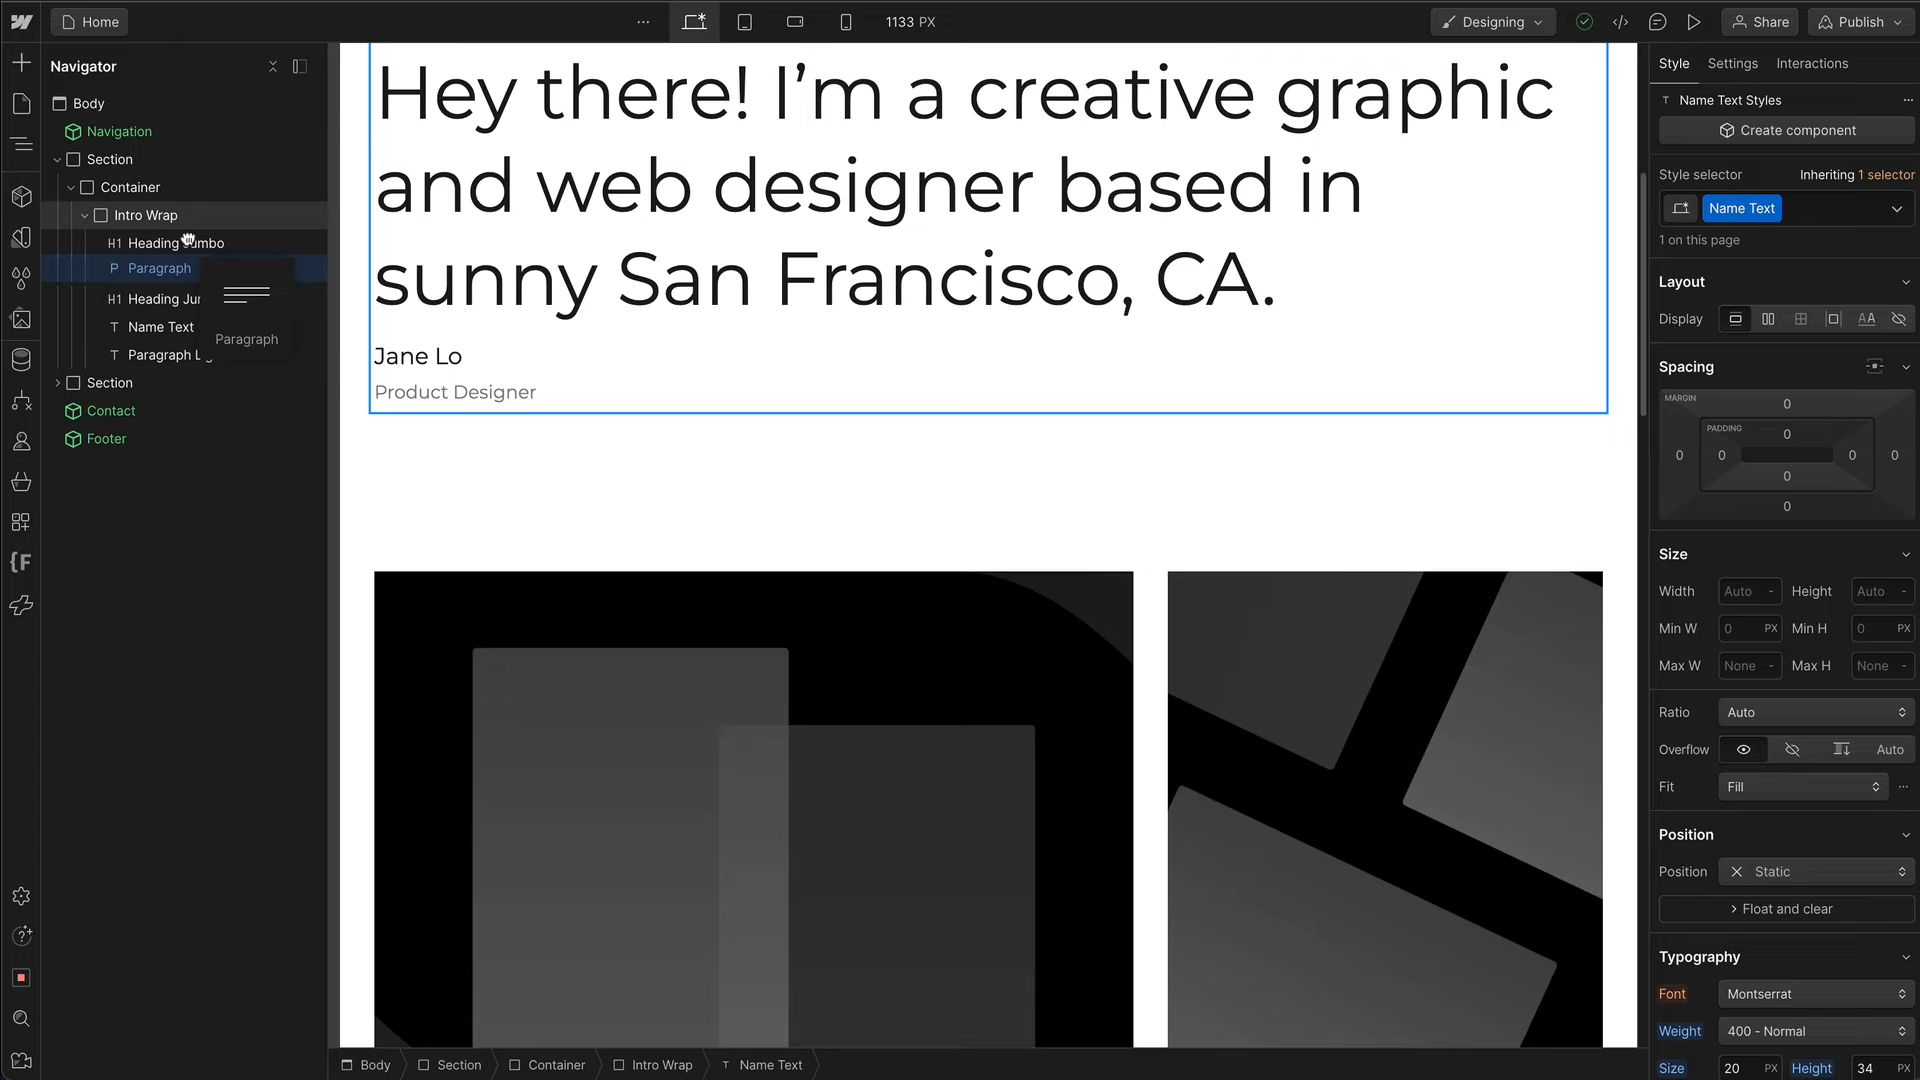 Home
1133 PX
Designing
Share
Publish
Navigator
Body
Navigation
Section
Container
Intro Wrap
H1 Heading Jumbo
P Paragraph
H1 Heading Jun
T Name Text
T Paragraph L
Paragraph
Section
Contact
Footer
Hey there! I’m a creative graphic
and web designer based in
sunny San Francisco, CA.
Jane Lo
Product Designer
Body
Section
Container
Intro Wrap
T Name Text
Style Settings Interactions
T Name Text Styles
Create component
Style selector Inheriting 1 selector
Name Text
1 on this page
Layout
Display
AA
Spacing
MARGIN
0
PADDING
0
0 0 0 0
0
0
Size
Width Auto - Height Auto -
Min W 0 PX Min H 0 PX
Max W None - Max H None -
Ratio Auto
Overflow Auto
Fit Fill
Position
Position Static
Float and clear
Typography
Font Montserrat
Weight 400 - Normal
Size 20 PX Height 34 PX